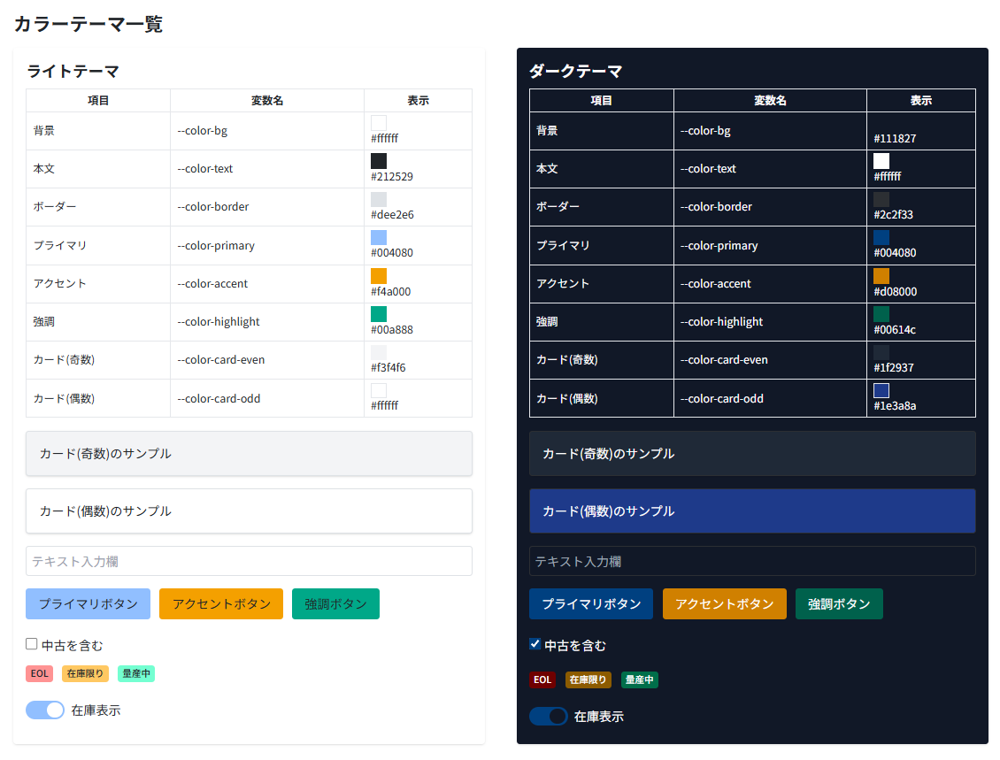 カラーテーマ一覧
ライトテーマ
項目 変数名 表示
背景 --color-bg #ffffff
本文 --color-text #212529
ボーダー --color-border #dee2e6
プライマリ --color-primary #004080
アクセント --color-accent #f4a000
強調 --color-highlight #00a888
カード(奇数) --color-card-even #f3f4f6
カード(偶数) --color-card-odd #ffffff
カード(奇数)のサンプル
カード(偶数)のサンプル
テキスト入力欄
プライマリボタン アクセントボタン 強調ボタン
中古を含む
EOL 在庫限り 量産中
在庫表示
ダークテーマ
項目 変数名 表示
背景 --color-bg #111827
本文 --color-text #ffffff
ボーダー --color-border #2c2f33
プライマリ --color-primary #004080
アクセント --color-accent #d08000
強調 --color-highlight #00614c
カード(奇数) --color-card-even #1f2937
カード(偶数) --color-card-odd #1e3a8a
カード(奇数)のサンプル
カード(偶数)のサンプル
テキスト入力欄
プライマリボタン アクセントボタン 強調ボタン
中古を含む
EOL 在庫限り 量産中
在庫表示